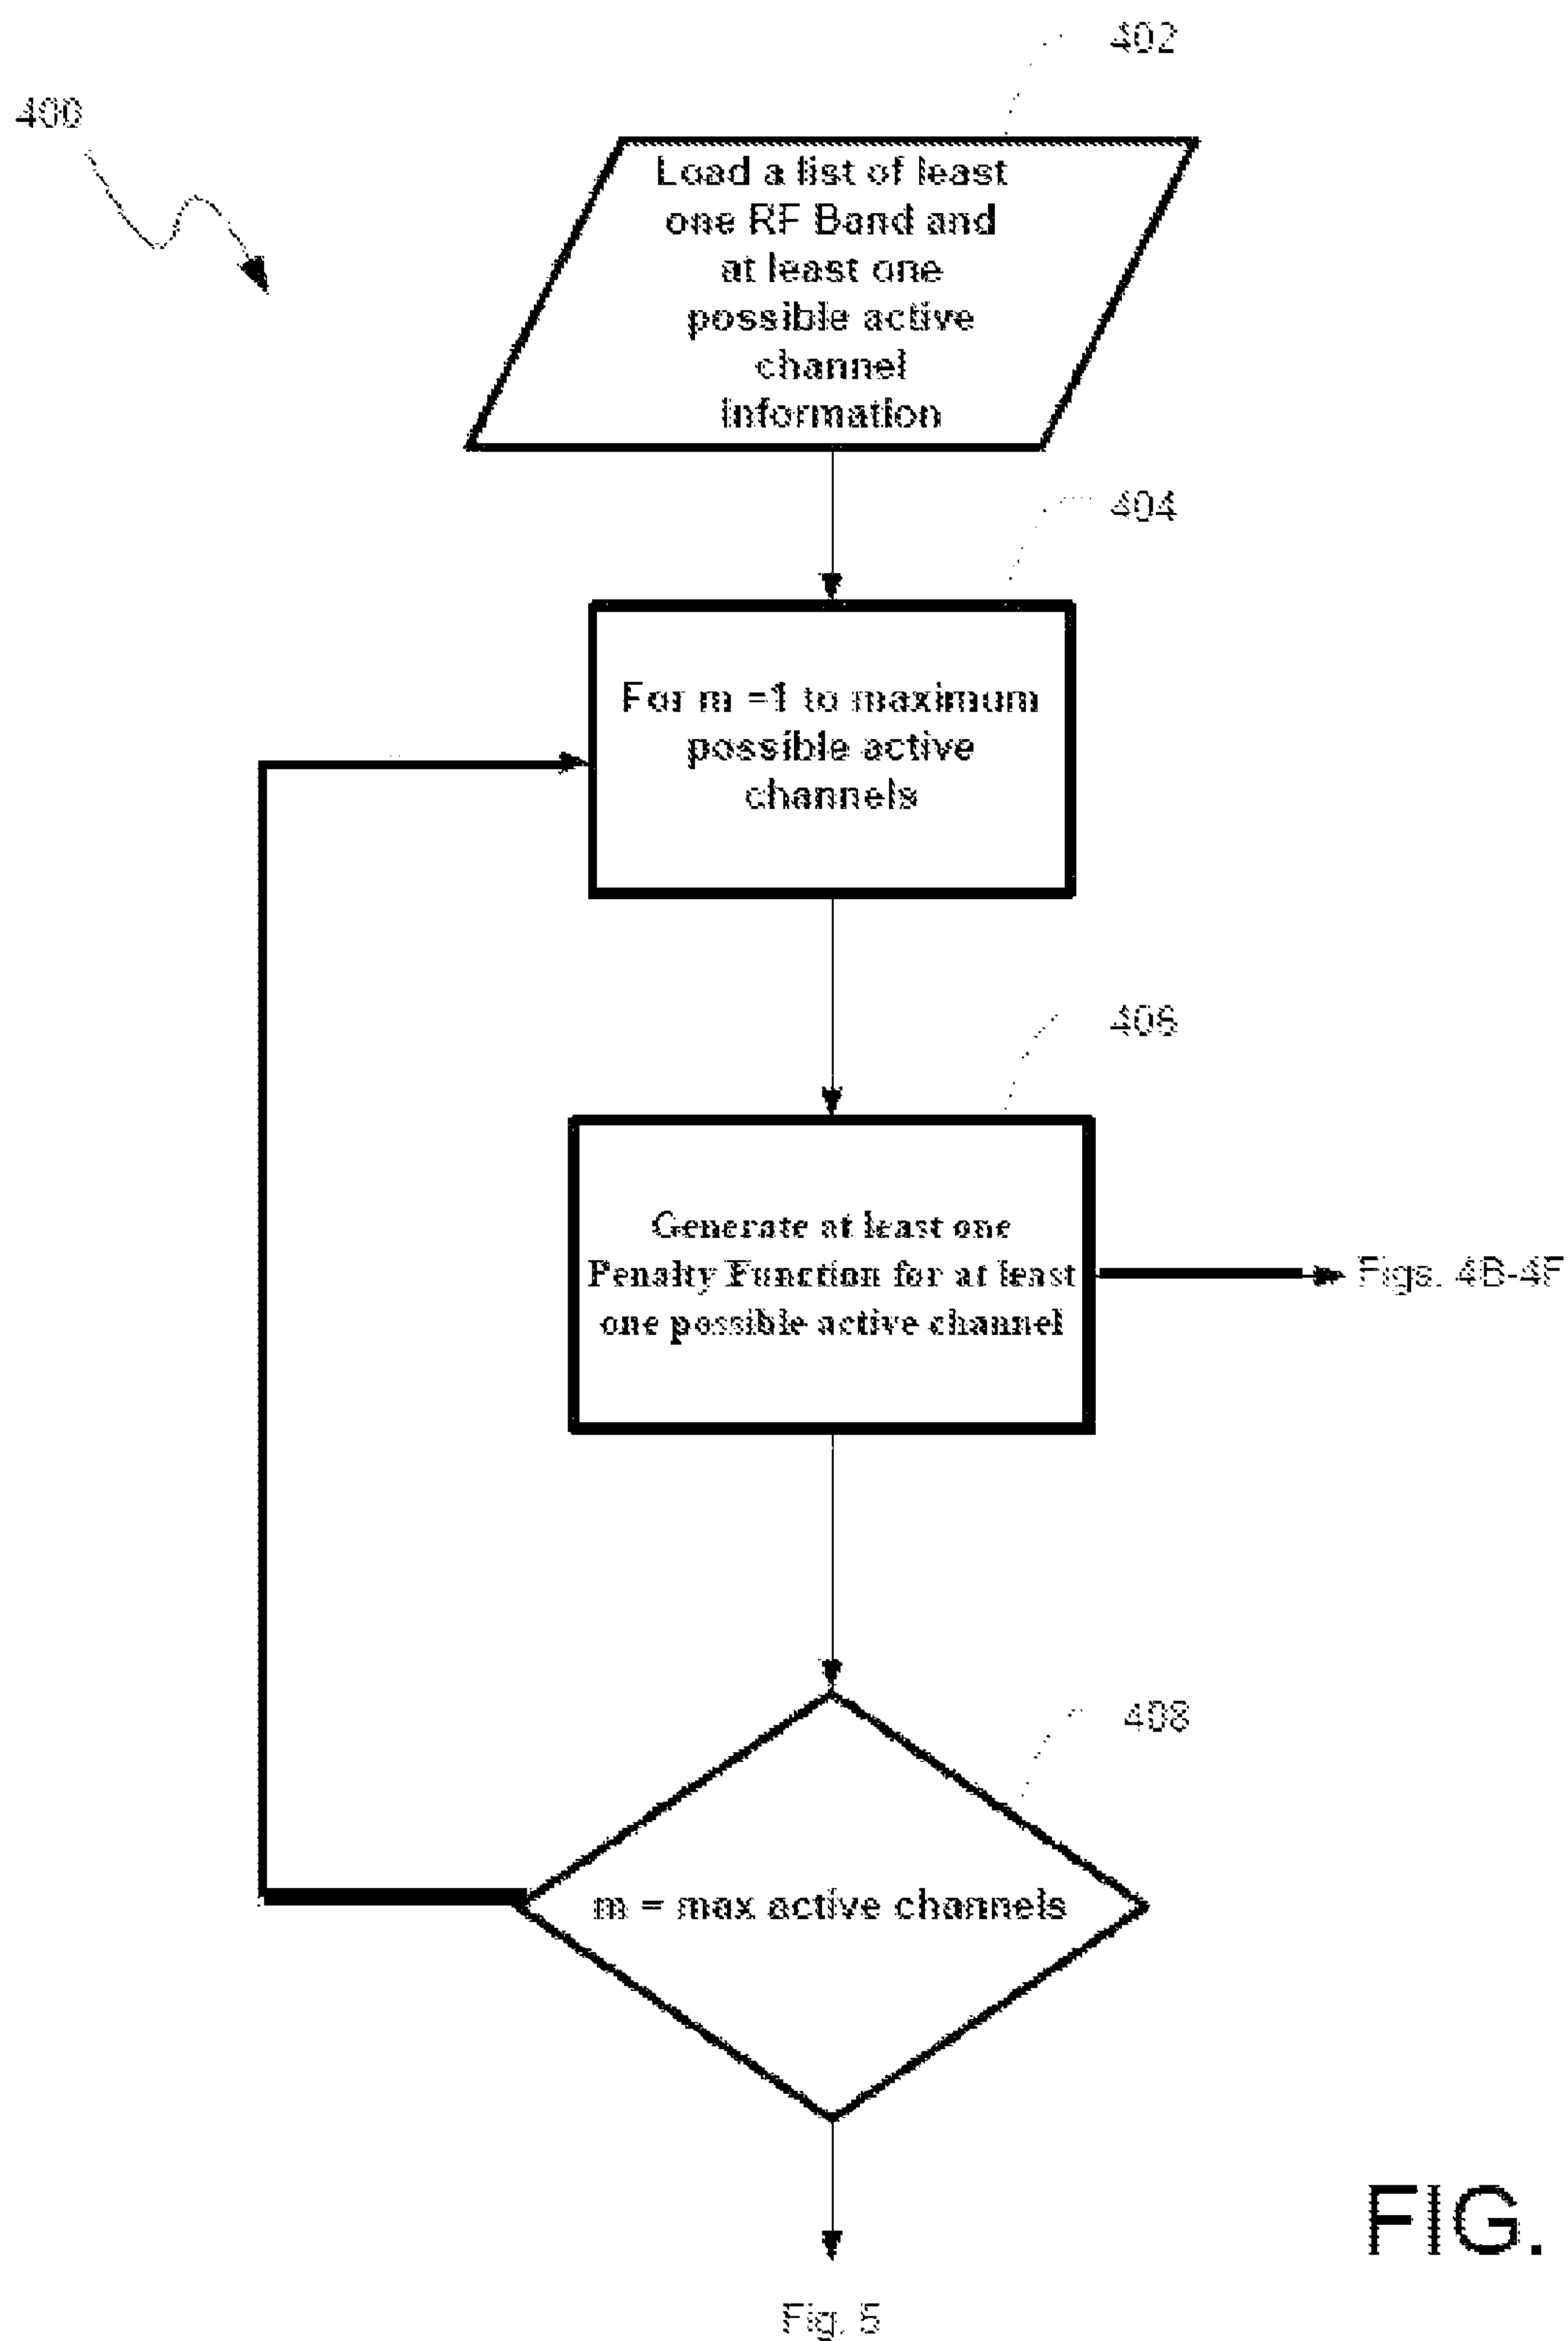 402
400
Load a list of least
one RF Band and
at least one
possible active
channel
information
404
For m =1 to maximum
possible active
channels
406
Generate at least one
Penalty Function for at least
one possible active channel
Figs. 4B-4F
408
m = max active channels
FIG.
Fig. 5